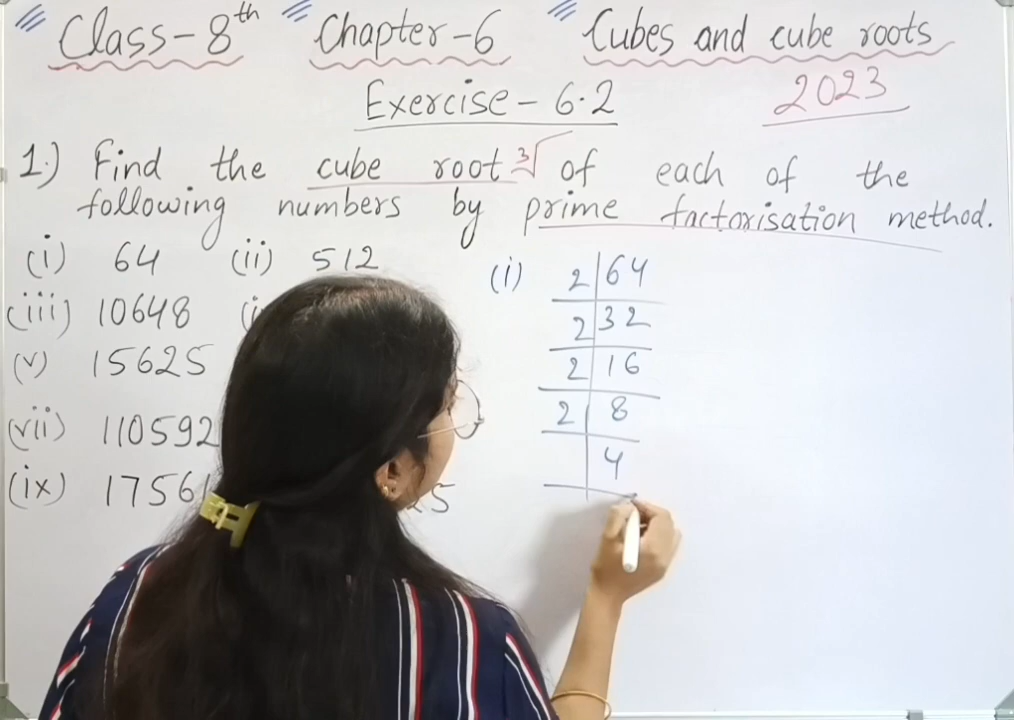 Class-8th Chapter-6 Cubes and cube roots
Exercise-6.2 2023
1.) Find the cube root ∛ of each of the
following numbers by prime factorisation method.
(i) 64 (ii) 512
(iii) 10648
(v) 15625
(vii) 110592
(ix)
(i) 2|64
2|32
2|16
2|8
4